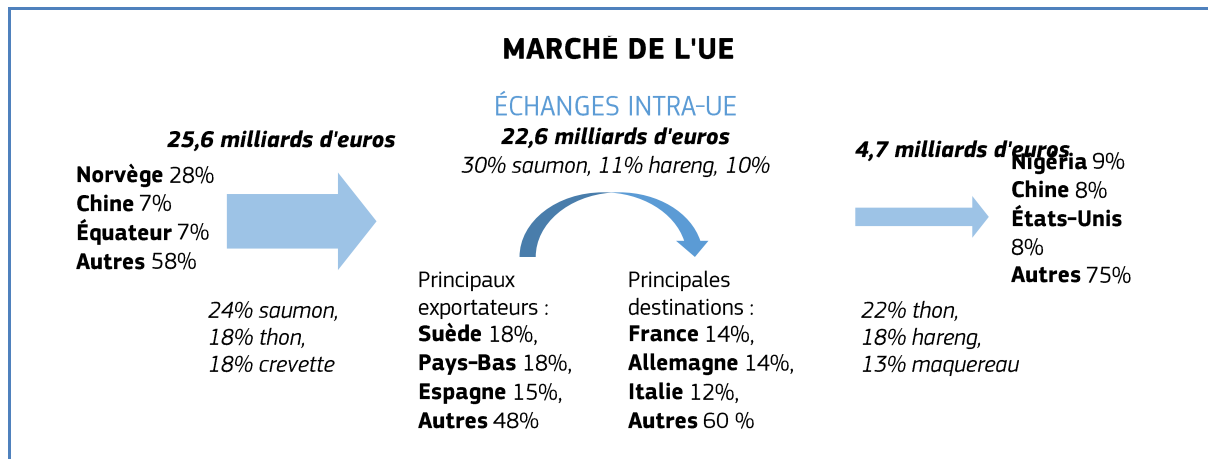 MARCHÉ DE L'UE
ÉCHANGES INTRA-UE
25,6 milliards d'euros
Norvège 28%
Chine 7%
Équateur 7%
Autres 58%
24% saumon,
18% thon,
18% crevette
22,6 milliards d'euros
30% saumon, 11% hareng, 10%
Principaux
exportateurs :
Suède 18%,
Pays-Bas 18%,
Espagne 15%,
Autres 48%
Principales
destinations :
France 14%,
Allemagne 14%,
Italie 12%,
Autres 60 %
4,7 milliards d'euros
Nigéria 9%
Chine 8%
États-Unis
8%
Autres 75%
22% thon,
18% hareng,
13% maquereau